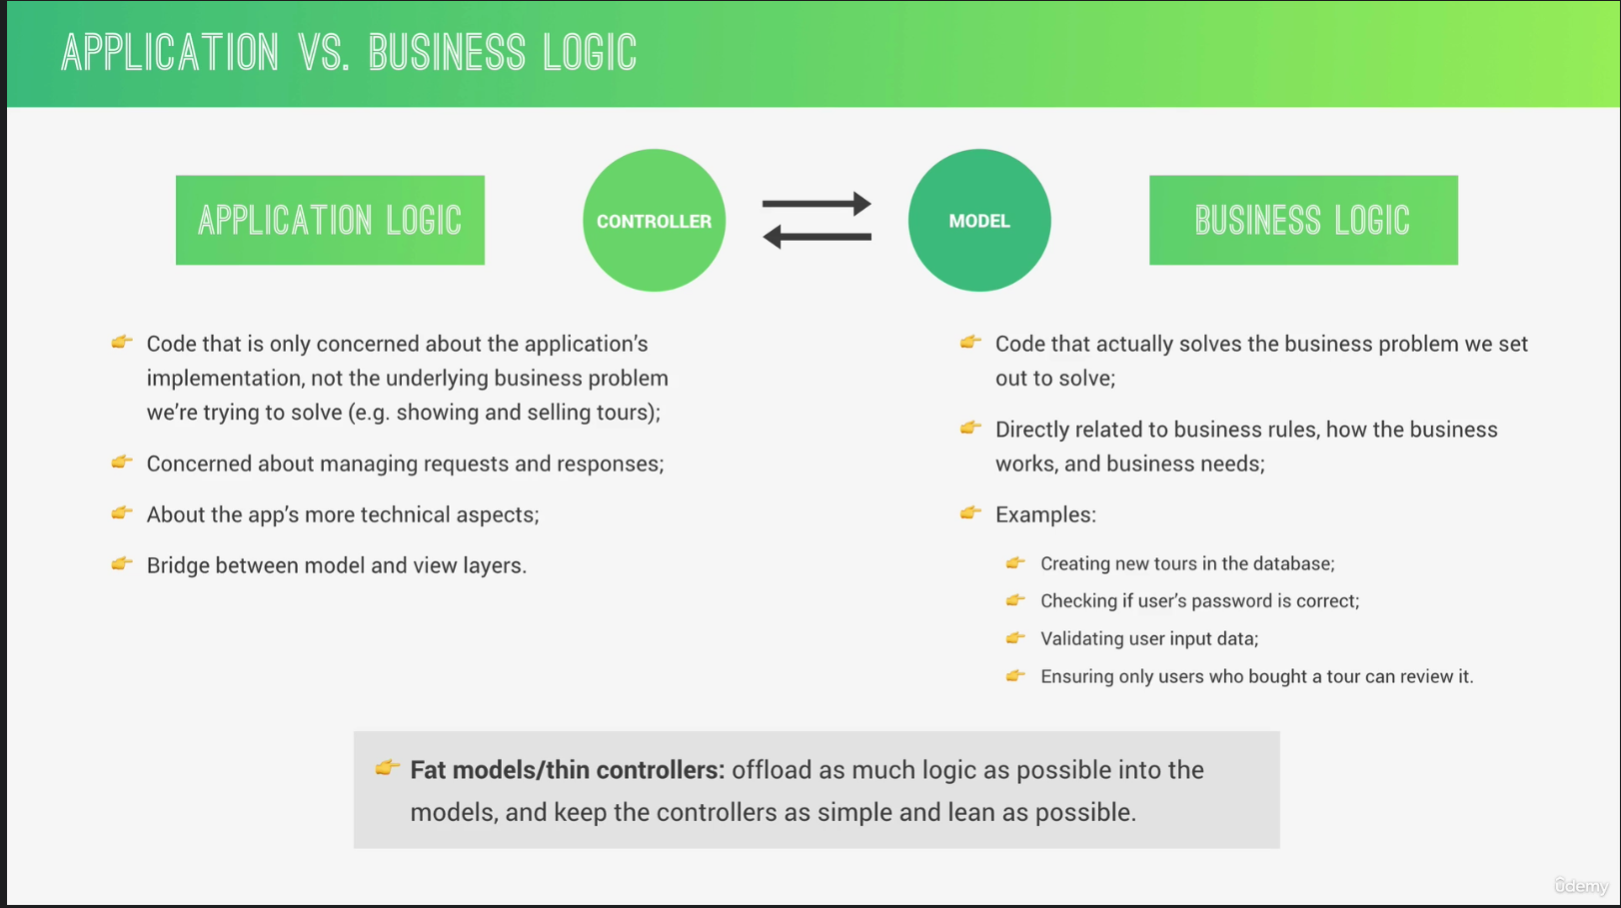 APPLICATION VS. BUSINESS LOGIC
APPLICATION LOGIC
CONTROLLER
MODEL
BUSINESS LOGIC
Code that is only concerned about the application’s
implementation, not the underlying business problem
we’re trying to solve (e.g. showing and selling tours);
Concerned about managing requests and responses;
About the app’s more technical aspects;
Bridge between model and view layers.
Code that actually solves the business problem we set
out to solve;
Directly related to business rules, how the business
works, and business needs;
Examples:
Creating new tours in the database;
Checking if user’s password is correct;
Validating user input data;
Ensuring only users who bought a tour can review it.
Fat models/thin controllers: offload as much logic as possible into the
models, and keep the controllers as simple and lean as possible.
ûdemy